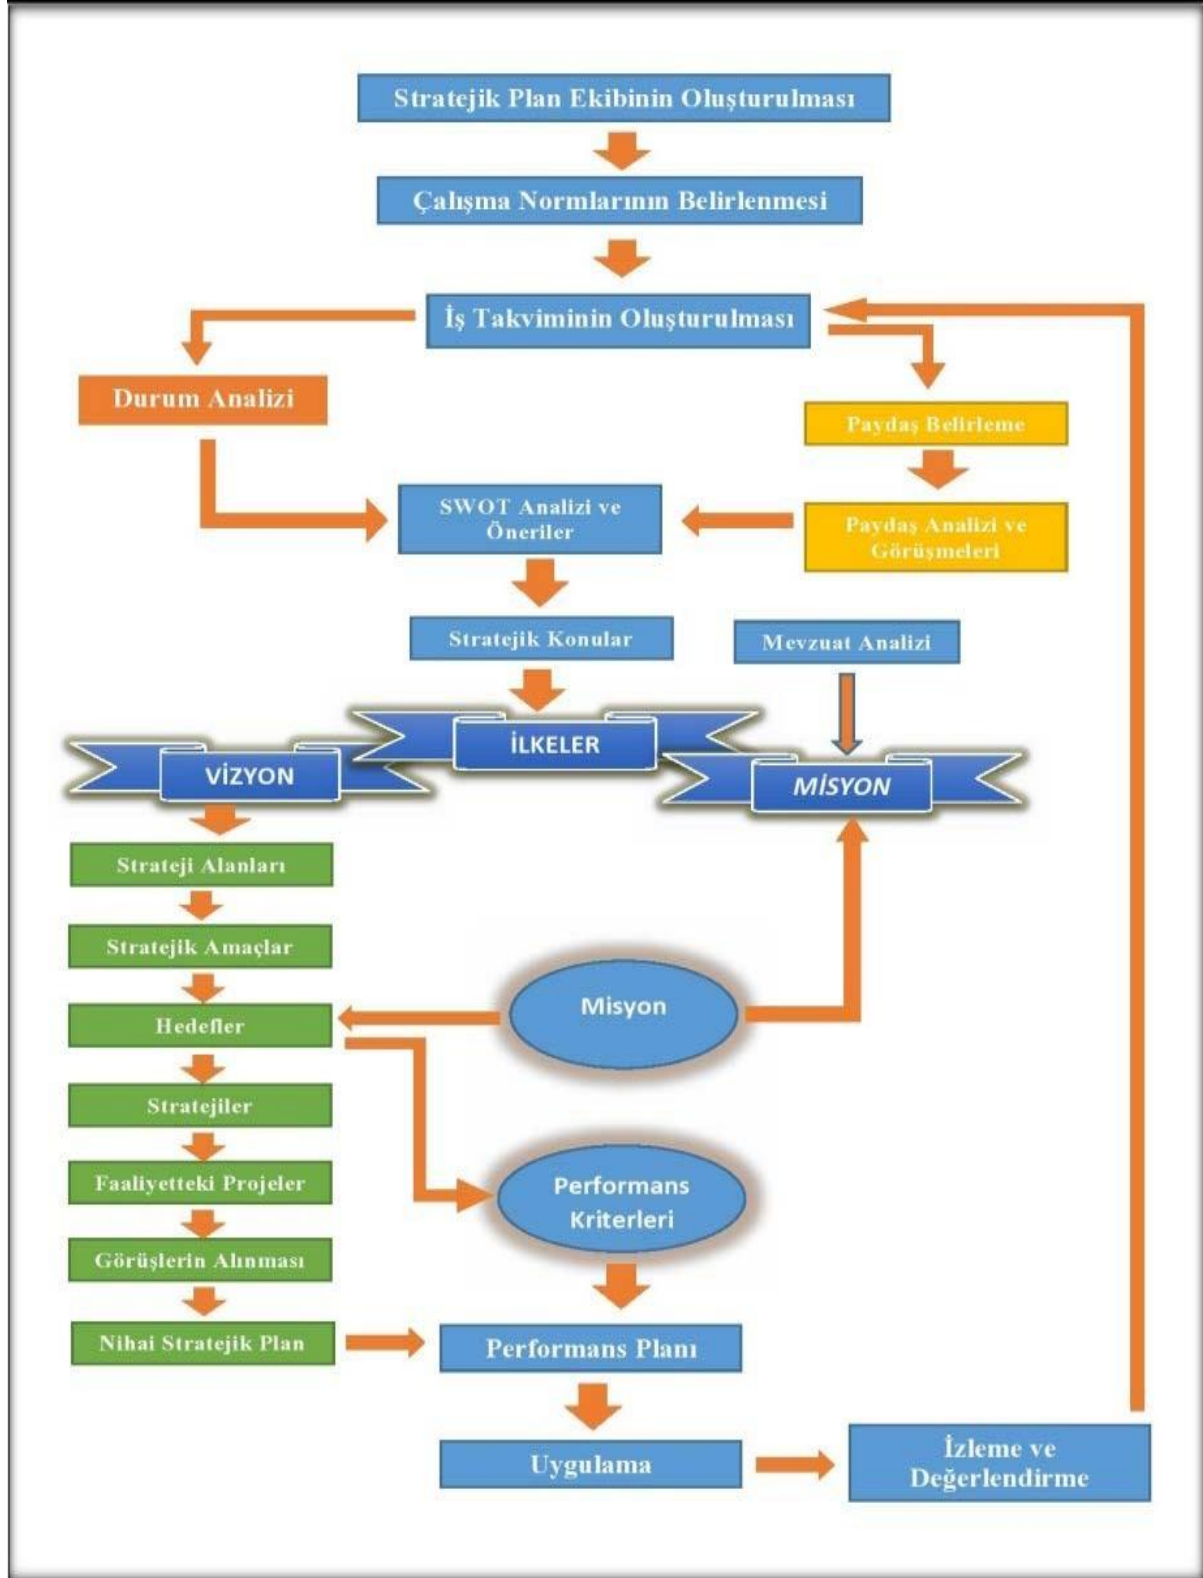 Stratejik Plan Ekibinin Oluşturulması
Çalışma Normlarının Belirlenmesi
İş Takviminin Oluşturulması
Durum Analizi
Paydaş Belirleme
SWOT Analizi ve
Öneriler
Paydaş Analizi ve
Görüşmeleri
Stratejik Konular
Mevzuat Analizi
İLKELER
VİZYON
MİSYON
Strateji Alanları
Stratejik Amaçlar
Misyon
Hedefler
Stratejiler
Faaliyetteki Projeler
Performans
Kriterleri
Görüşlerin Alınması
Nihai Stratejik Plan
Performans Planı
Uygulama
İzleme ve
Değerlendirme